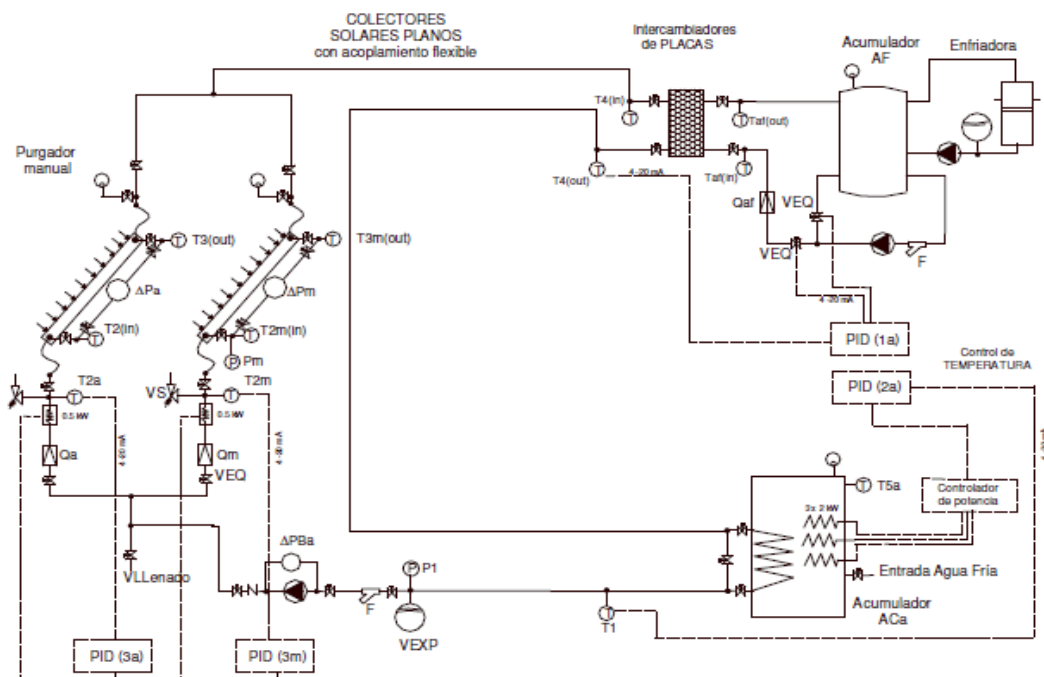 COLECTORES
SOLARES PLANOS
con acoplamiento flexible
Intercambiadores
de PLACAS
Acumulador
AF
Enfriadora
T4(in)
Taf(out)
Purgador
manual
T4(out)
4-20 mA
Taf(in)
Qaf
VEQ
VEQ
F
T3(out)
T3m(out)
ΔPa
ΔPm
T2(in)
T2m(in)
Pm
4-20 mA
PID (1a)
Control de
TEMPERATURA
PID (2a)
T2a
VS
T2m
0.5 kW
0.5 kW
4-20 mA
4-20 mA
4-20 mA
Qa
Qm
VEQ
T5a
3x 2 kW
Controlador
de potencia
ΔPBa
VLLenado
P1
F
VEXP
T1
Entrada Agua Fría
Acumulador
ACa
PID (3a)
PID (3m)